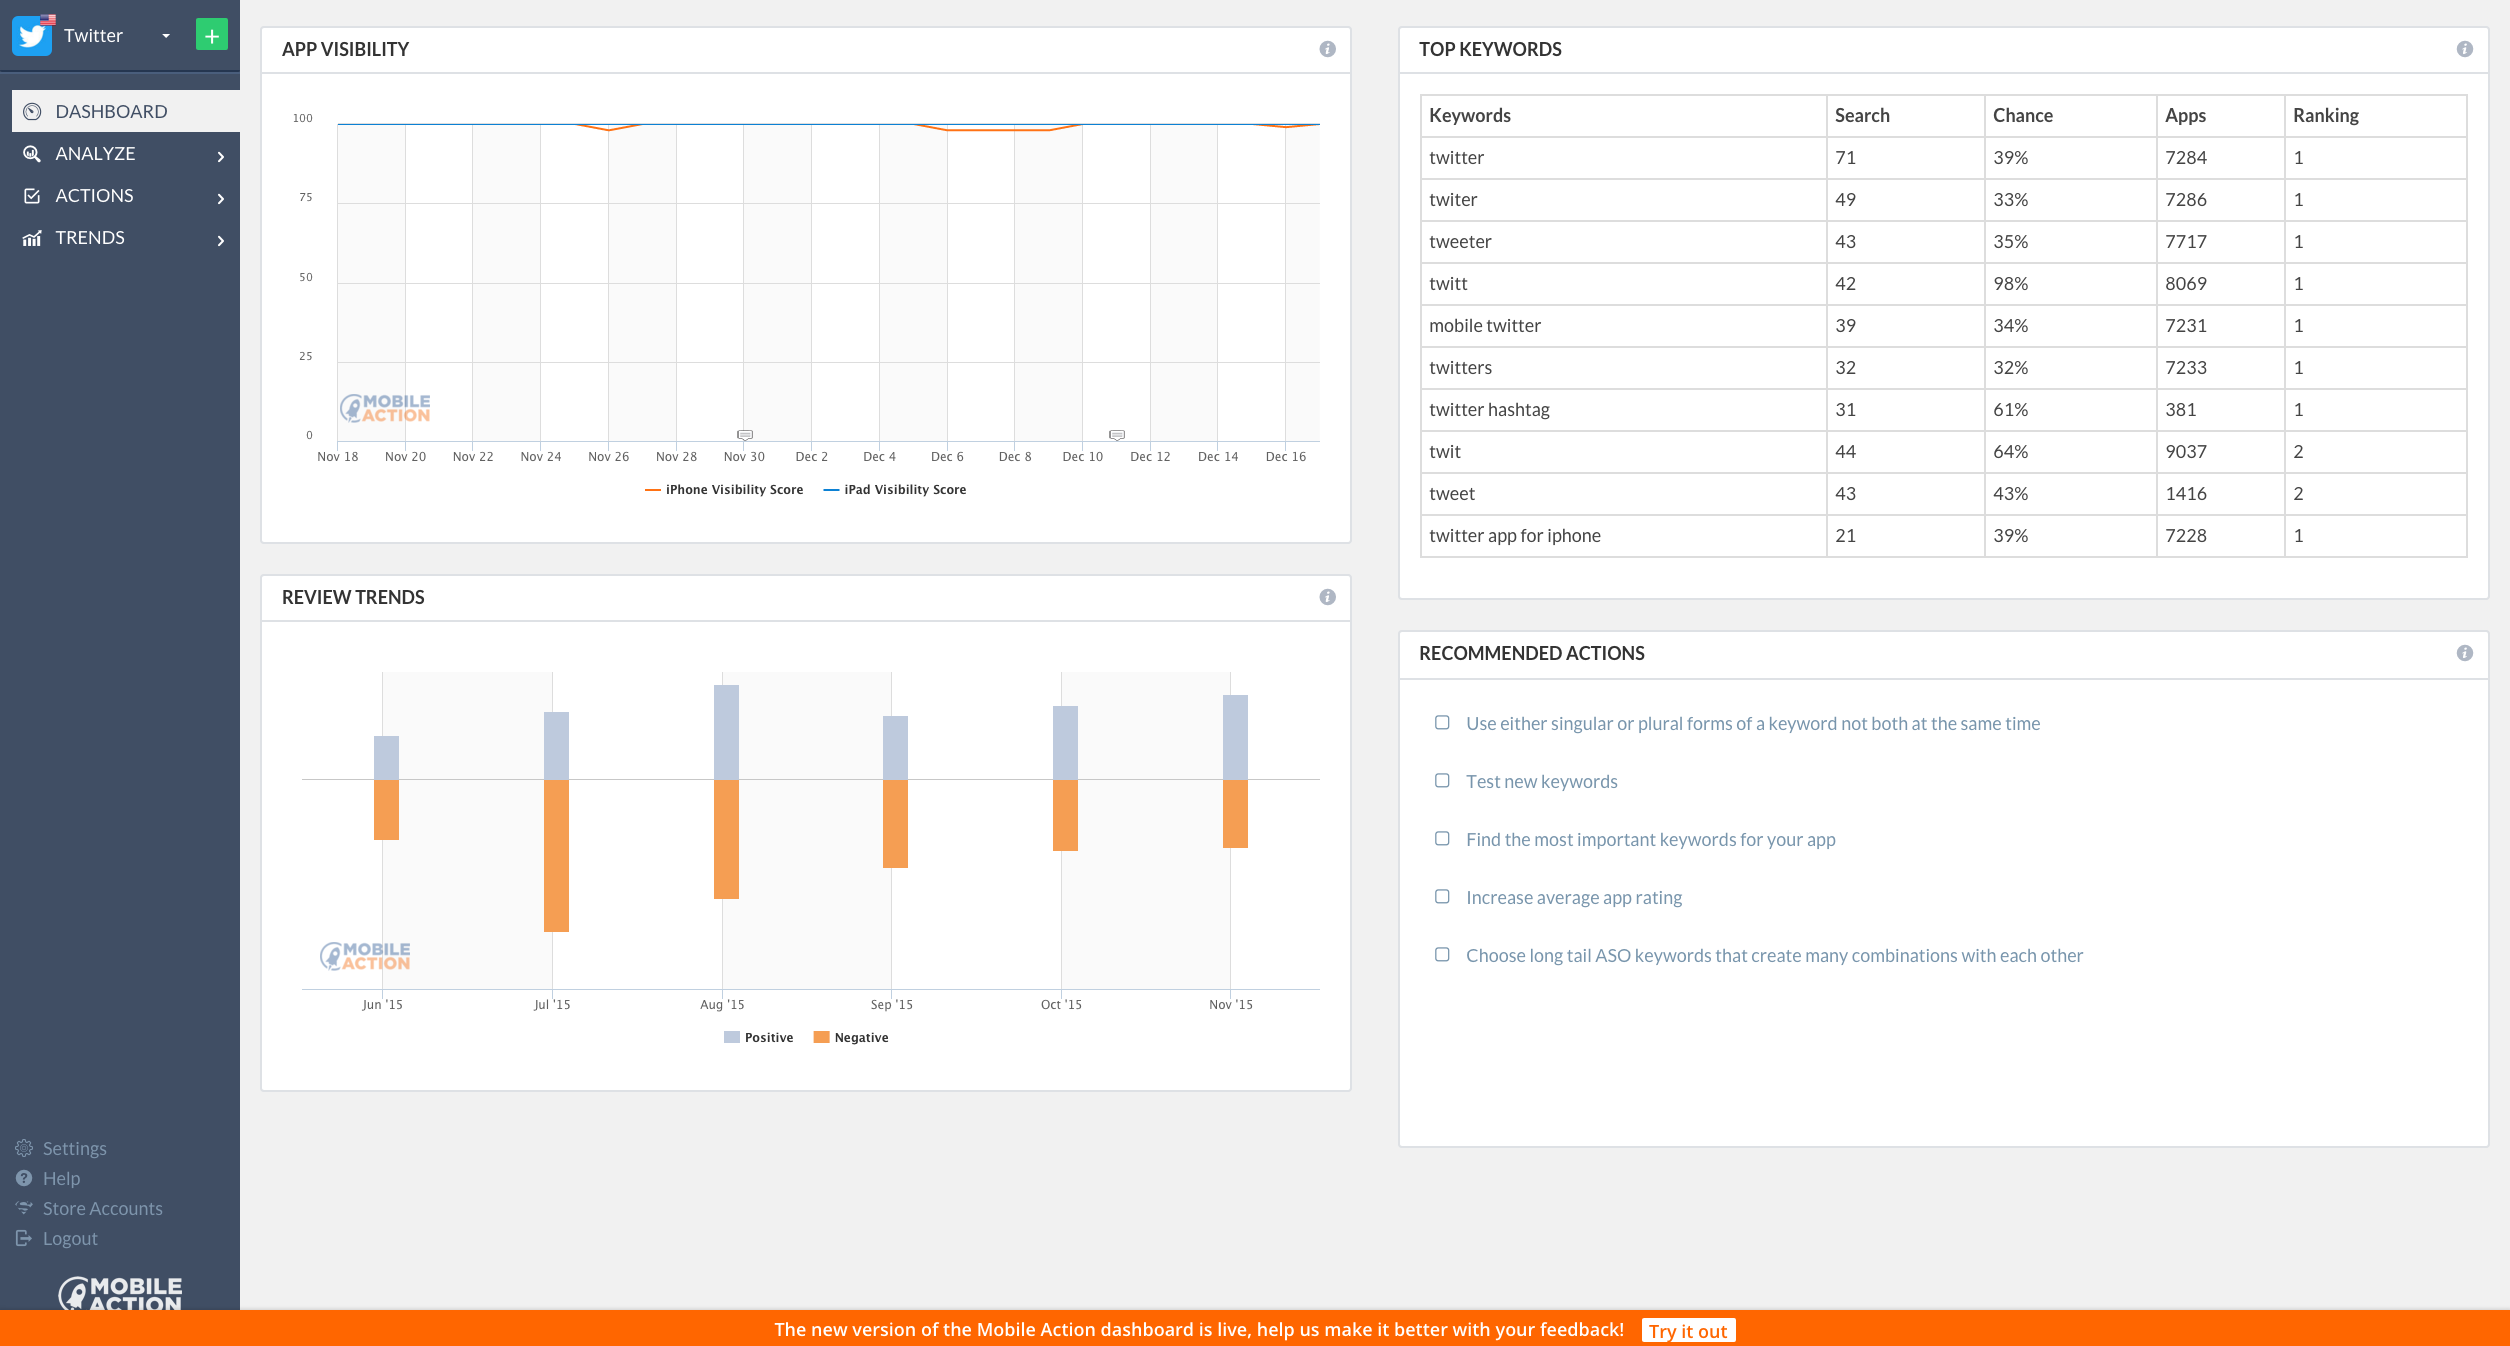 Twitter
+
DASHBOARD
ANALYZE
ACTIONS
TRENDS
Settings
Help
Store Accounts
Logout
MOBILE
ACTION
APP VISIBILITY
100
75
50
25
0
MOBILE
ACTION
Nov 18 Nov 20 Nov 22 Nov 24 Nov 26 Nov 28 Nov 30 Dec 2 Dec 4 Dec 6 Dec 8 Dec 10 Dec 12 Dec 14 Dec 16
iPhone Visibility Score iPad Visibility Score
REVIEW TRENDS
MOBILE
ACTION
Jun '15 Jul '15 Aug '15 Sep '15 Oct '15 Nov '15
Positive Negative
TOP KEYWORDS
Keywords Search Chance Apps Ranking
twitter 71 39% 7284 1
twiter 49 33% 7286 1
tweeter 43 35% 7717 1
twitt 42 98% 8069 1
mobile twitter 39 34% 7231 1
twitters 32 32% 7233 1
twitter hashtag 31 61% 381 1
twit 44 64% 9037 2
tweet 43 43% 1416 2
twitter app for iphone 21 39% 7228 1
RECOMMENDED ACTIONS
Use either singular or plural forms of a keyword not both at the same time
Test new keywords
Find the most important keywords for your app
Increase average app rating
Choose long tail ASO keywords that create many combinations with each other
The new version of the Mobile Action dashboard is live, help us make it better with your feedback! Try it out